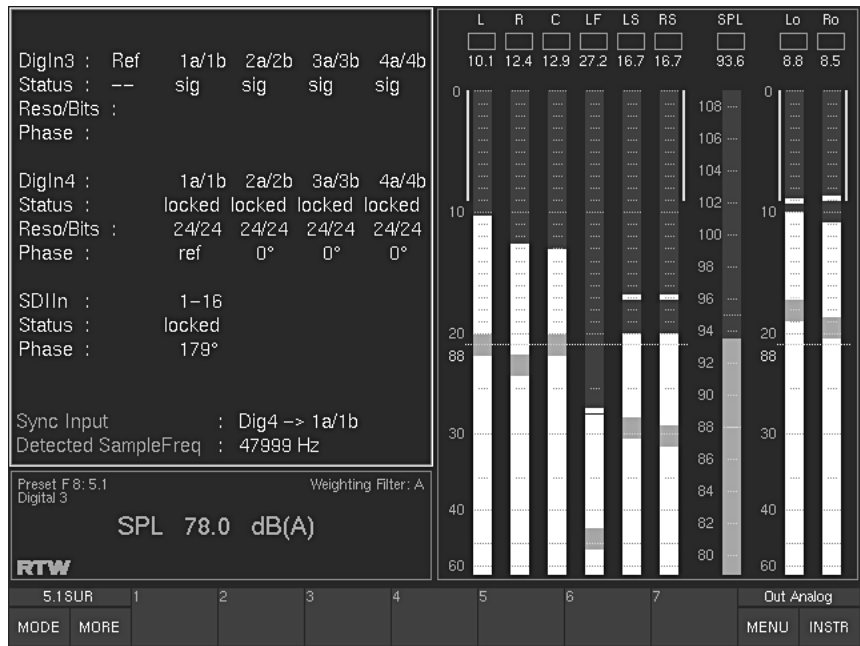 DigIn3 : Ref 1a/1b 2a/2b 3a/3b 4a/4b
Status : -- sig sig sig sig
Reso/Bits :
Phase :
DigIn4 : 1a/1b 2a/2b 3a/3b 4a/4b
Status : locked locked locked locked
Reso/Bits : 24/24 24/24 24/24 24/24
Phase : ref 0° 0° 0°
SDIIn : 1-16
Status : locked
Phase : 179°
Sync Input : Dig4 -> 1a/1b
Detected SampleFreq : 47999 Hz
Preset F 8: 5.1 Weighting Filter: A
Digital 3
SPL 78.0 dB(A)
RTW
L R C LF LS RS SPL Lo Ro
10.1 12.4 12.9 27.2 16.7 16.7 93.6 8.8 8.5
0 0
108
106
104
102
10 10
100
98
96
94
20 20
88 88
92
90
88
30 30
86
84
40 40
82
80
60 60
5.1SUR 1 2 3 4 5 6 7 Out Analog
MODE MORE MENU INSTR